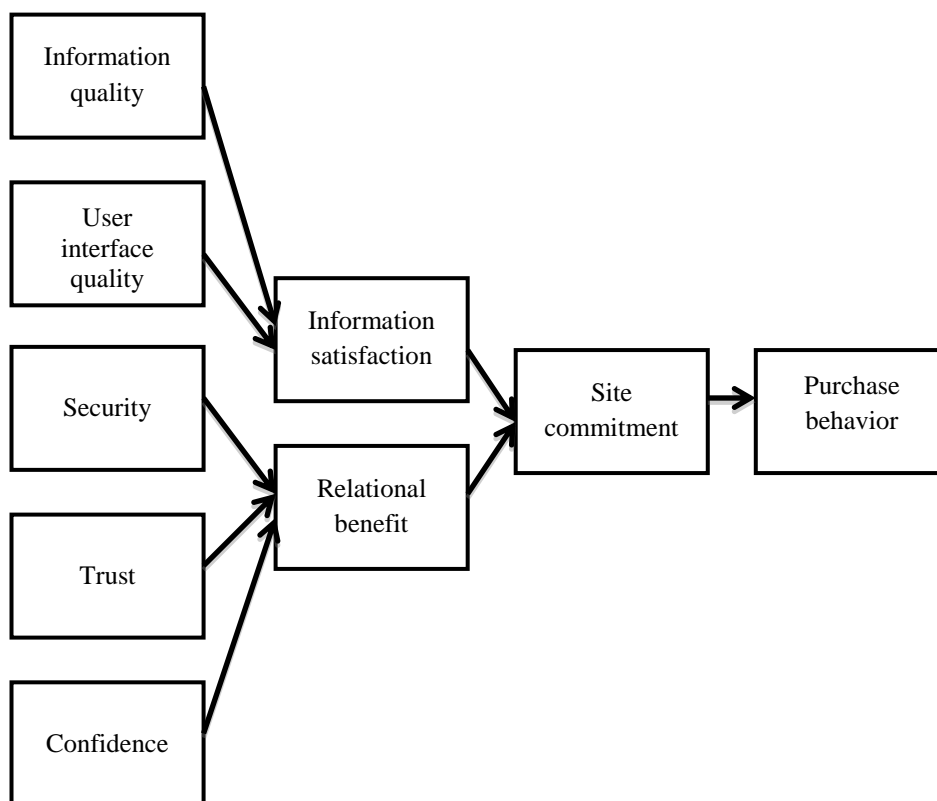 Information
quality
User
interface
quality
Security
Trust
Confidence
Information
satisfaction
Relational
benefit
Site
commitment
Purchase
behavior